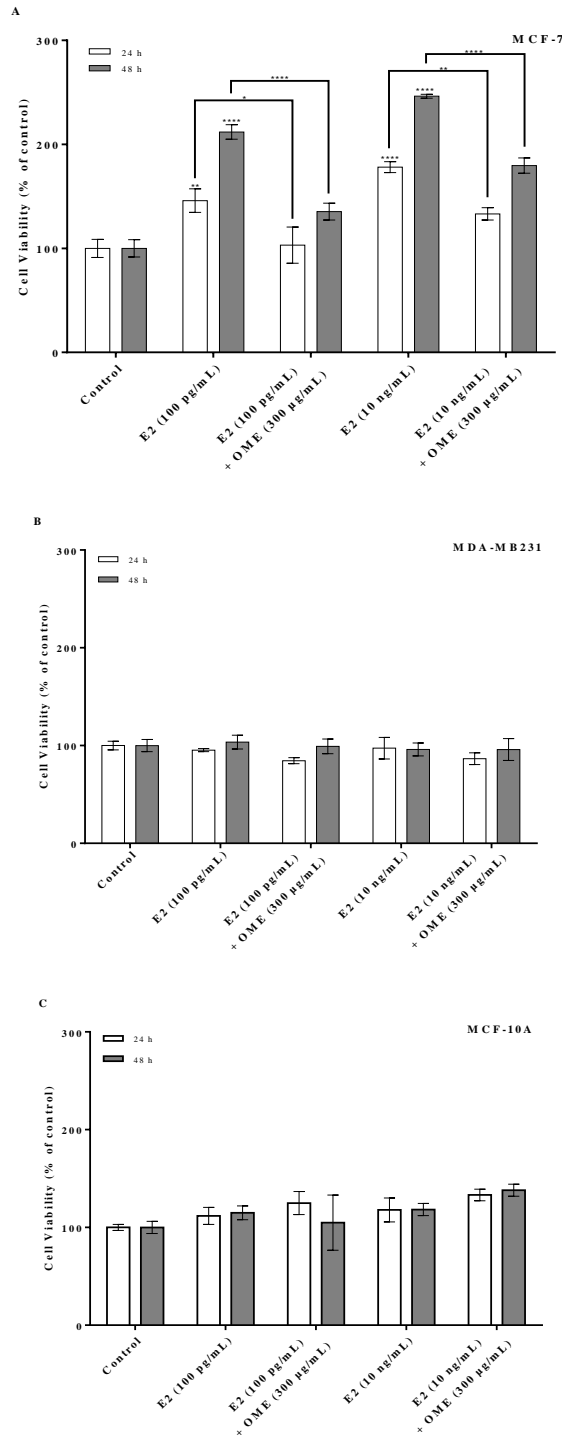 A
MCF-7
24 h
48 h
Cell Viability (% of control)
300
200
100
0
****
*
****
**
****
**
****
****
Control
E2 (100 pg/mL)
E2 (100 pg/mL)
+ OME (300 µg/mL)
E2 (10 ng/mL)
E2 (10 ng/mL)
+ OME (300 µg/mL)
B
MDA-MB231
24 h
48 h
Cell Viability (% of control)
300
200
100
0
Control
E2 (100 pg/mL)
E2 (100 pg/mL)
+ OME (300 µg/mL)
E2 (10 ng/mL)
E2 (10 ng/mL)
+ OME (300 µg/mL)
C
MCF-10A
24 h
48 h
Cell Viability (% of control)
300
200
100
0
Control
E2 (100 pg/mL)
E2 (100 pg/mL)
+ OME (300 µg/mL)
E2 (10 ng/mL)
E2 (10 ng/mL)
+ OME (300 µg/mL)